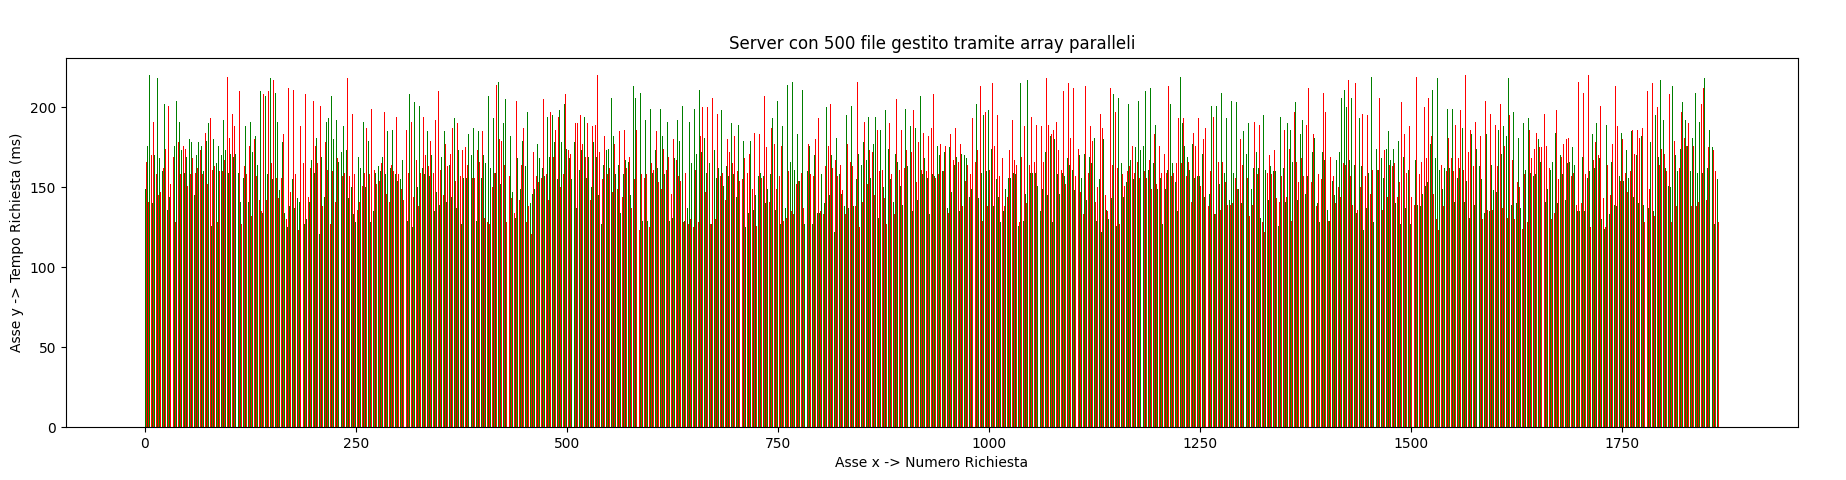 Server con 500 file gestito tramite array paralleli
Asse y -> Tempo Richiesta (ms)
200
150
100
50
0
0 250 500 750 1000 1250 1500 1750
Asse x -> Numero Richiesta